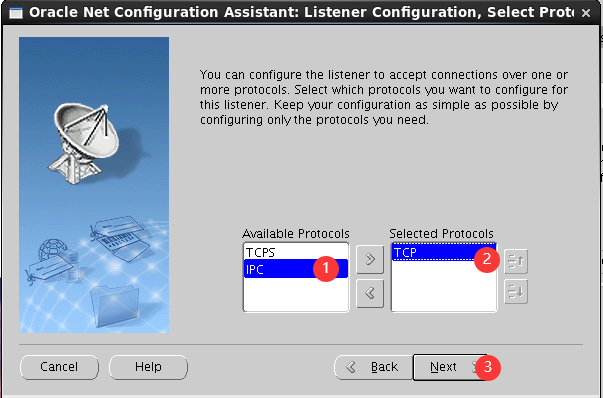 Oracle Net Configuration Assistant: Listener Configuration, Select Prot
You can configure the listener to accept connections over one or
more protocols. Select which protocols you want to configure for
this listener. Keep your configuration as simple as possible by
configuring only the protocols you need.
Available Protocols
Selected Protocols
TCPS
IPC
1
TCP
2
Cancel
Help
Back
Next
3